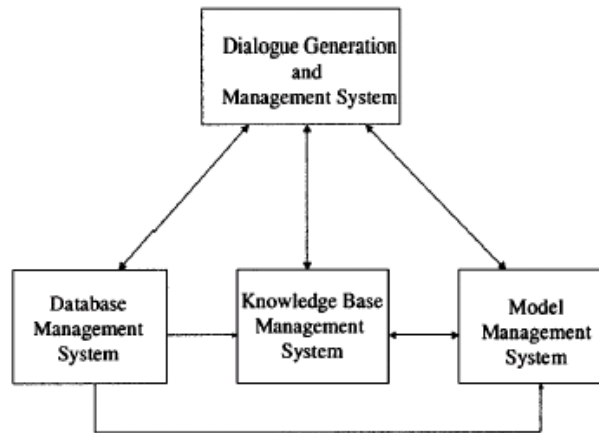 Dialogue Generation
and
Management System
Database
Management
System
Knowledge Base
Management
System
Model
Management
System